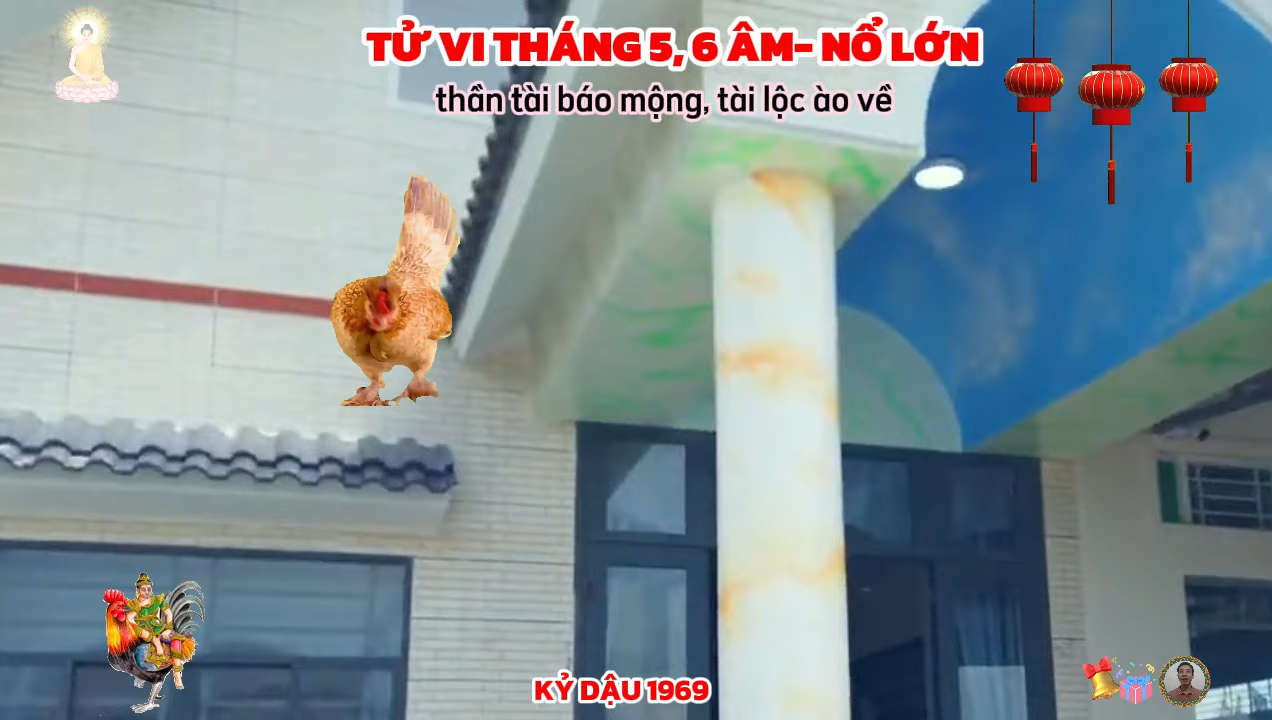 TỬ VI THÁNG 5, 6 ÂM- NỔ LỚN
thần tài báo mộng, tài lộc ào về
KỶ DẬU 1969